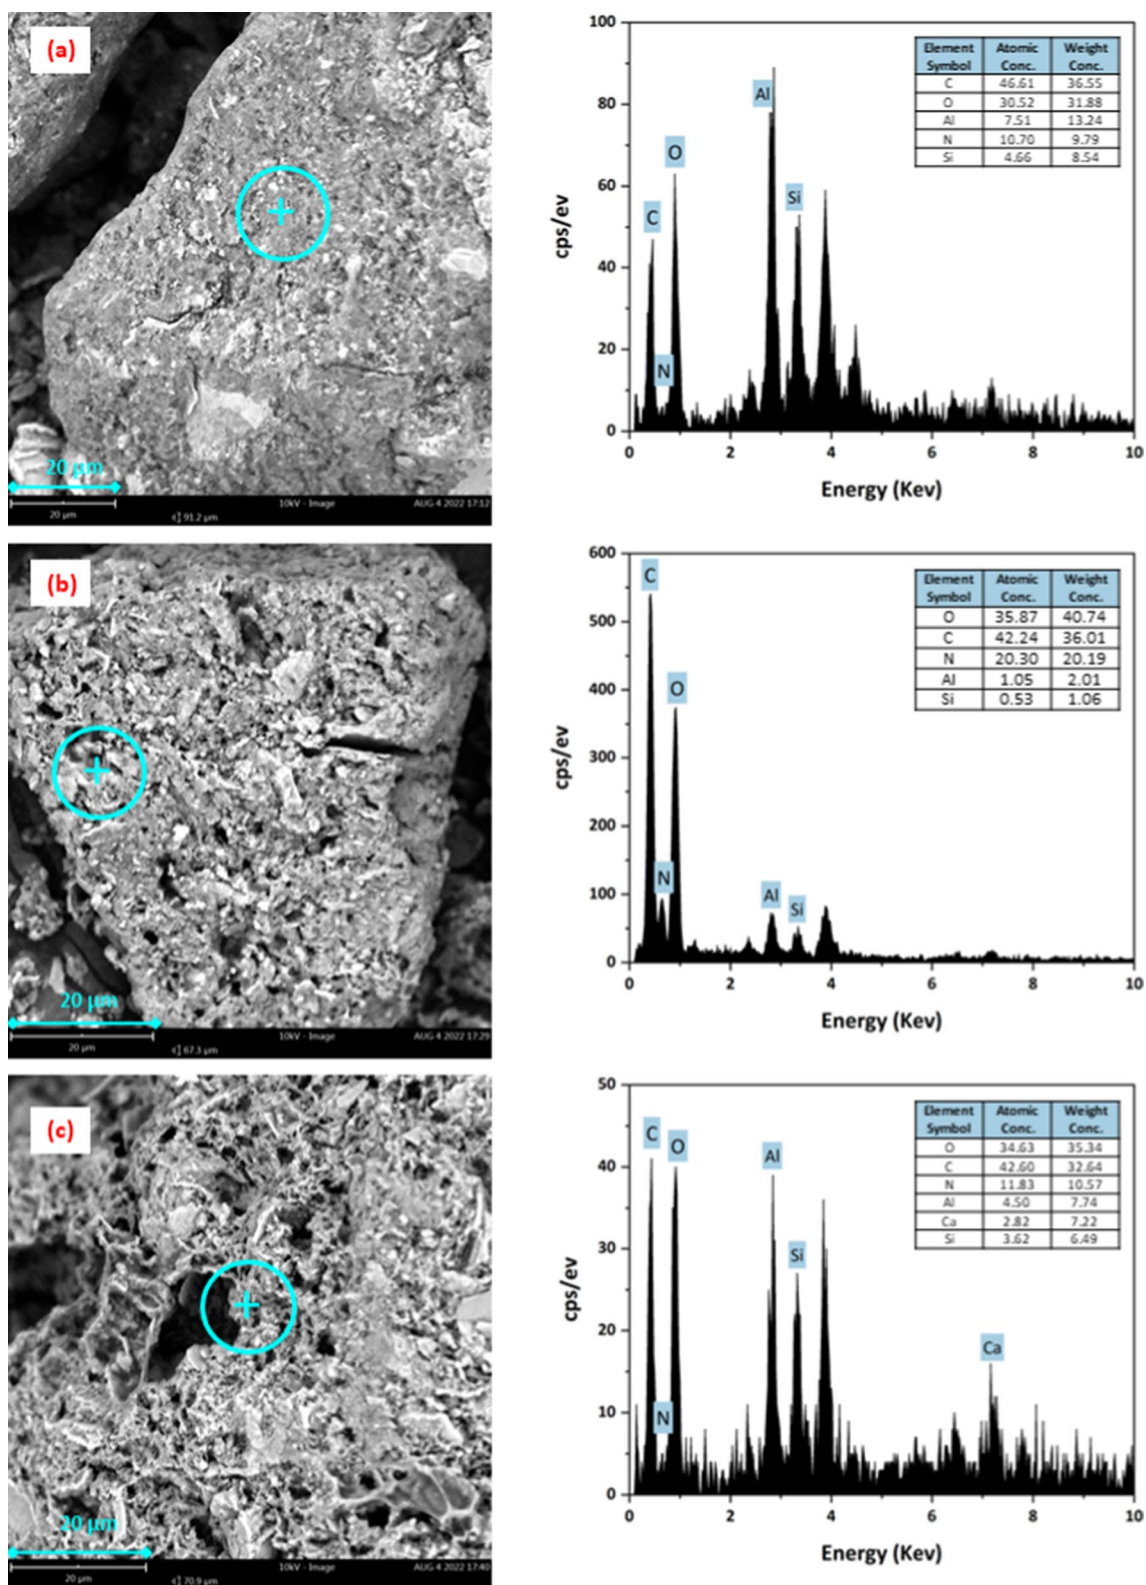 (a)
20 µm
20 µm
10kV - Image
AUG-4 2022 17:12
91.2 µm
100
80
60
40
20
0
cps/ev
C
N
O
Al
Si
Element Symbol Atomic Conc. Weight Conc.
C 46.61 36.55
O 30.52 31.88
Al 7.51 13.24
N 10.70 9.79
Si 4.66 8.54
0 2 4 6 8 10
Energy (Kev)
(b)
20 µm
20 µm
10kV - Image
AUG-4 2022 17:29
67.3 µm
600
500
400
300
200
100
0
cps/ev
C
N
O
Al
Si
Element Symbol Atomic Conc. Weight Conc.
O 35.87 40.74
C 42.24 36.01
N 20.30 20.19
Al 1.05 2.01
Si 0.53 1.06
0 2 4 6 8 10
Energy (Kev)
(c)
20 µm
20 µm
10kV - Image
AUG-4 2022 17:40
70.9 µm
50
40
30
20
10
0
cps/ev
C
N
O
Al
Si
Ca
Element Symbol Atomic Conc. Weight Conc.
O 34.63 35.34
C 42.60 32.64
N 11.83 10.57
Al 4.50 7.74
Ca 2.82 7.22
Si 3.62 6.49
0 2 4 6 8 10
Energy (Kev)